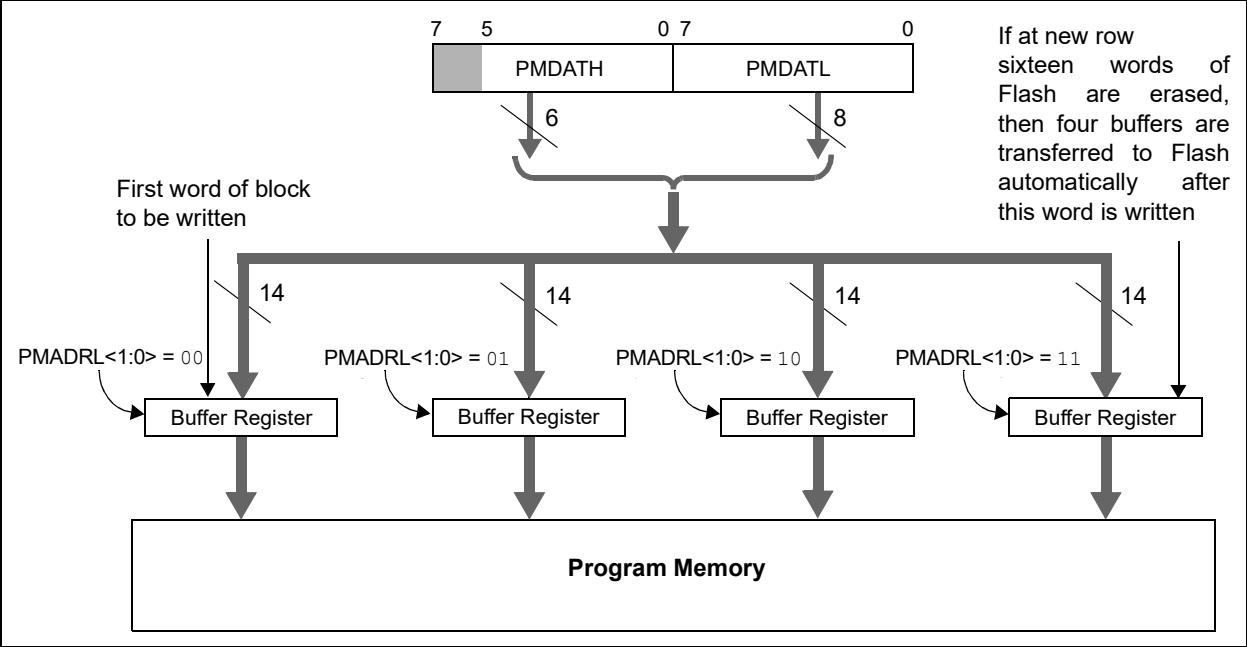 7 5 0 7 0
PMDATH PMDATL
6 8
If at new row
sixteen words of
Flash are erased,
then four buffers are
transferred to Flash
automatically after
this word is written
First word of block
to be written
14 14 14 14
PMADRL<1:0> = 00 PMADRL<1:0> = 01 PMADRL<1:0> = 10 PMADRL<1:0> = 11
Buffer Register Buffer Register Buffer Register Buffer Register
Program Memory